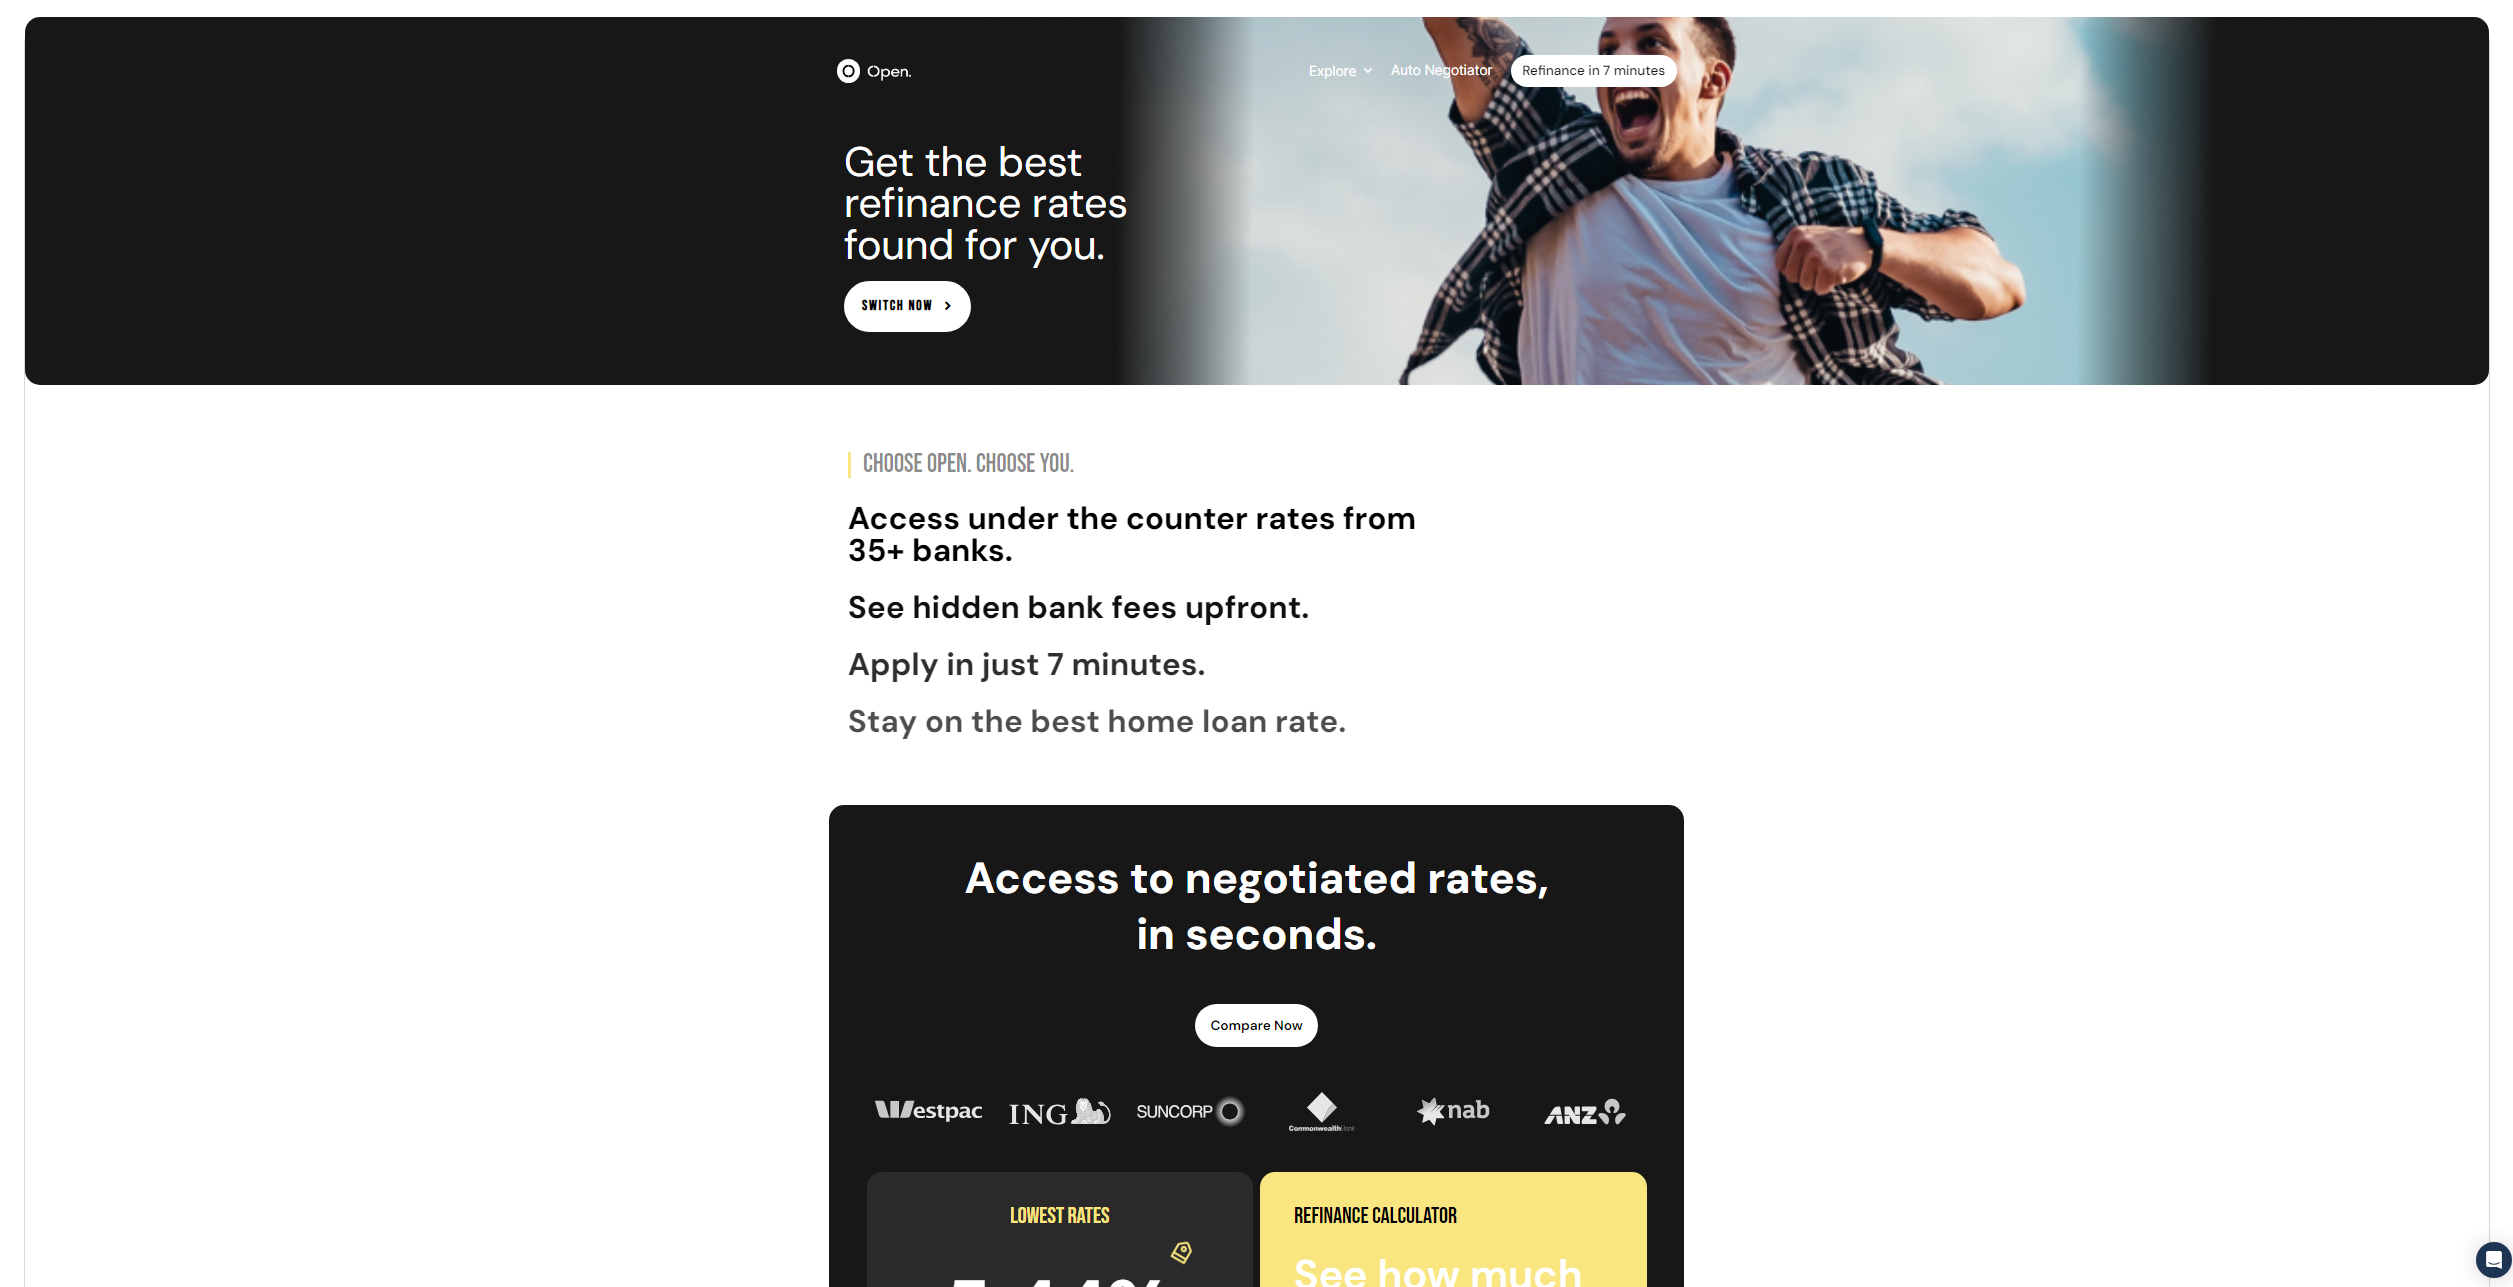 Open.
Explore
Auto Negotiator
Refinance in 7 minutes
Get the best
refinance rates
found for you.
SWITCH NOW
CHOOSE OPEN. CHOOSE YOU.
Access under the counter rates from
35+ banks.
See hidden bank fees upfront.
Apply in just 7 minutes.
Stay on the best home loan rate.
Access to negotiated rates,
in seconds.
Compare Now
Westpac
ING
SUNCORP
CommonwealthBank
nab
ANZ
LOWEST RATES
REFINANCE CALCULATOR
See how much